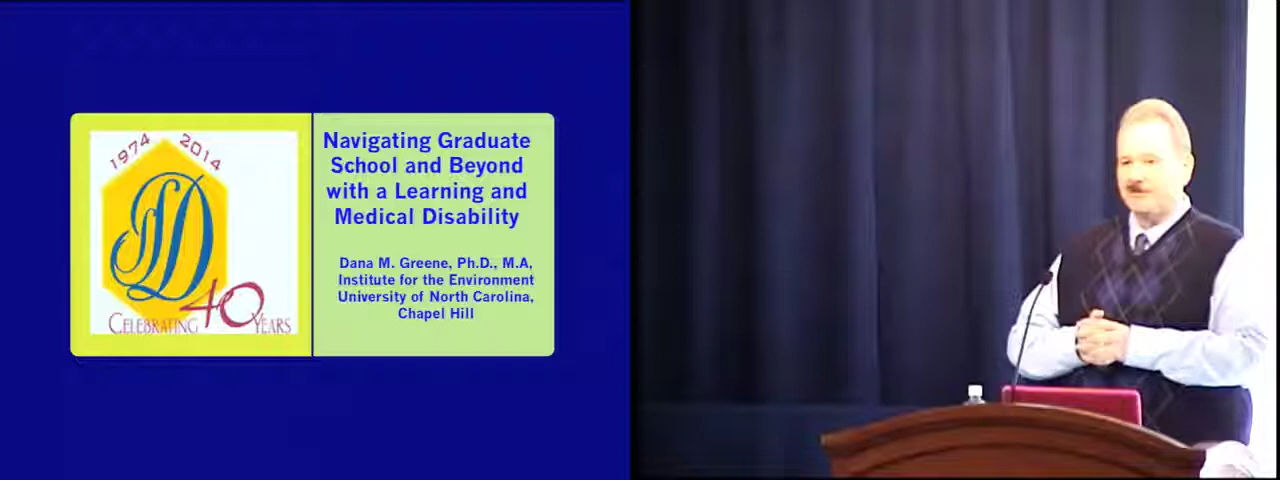 1974 2014
JSD
40
CELEBRATING YEARS
Navigating Graduate
School and Beyond
with a Learning and
Medical Disability
Dana M. Greene, Ph.D., M.A,
Institute for the Environment
University of North Carolina,
Chapel Hill